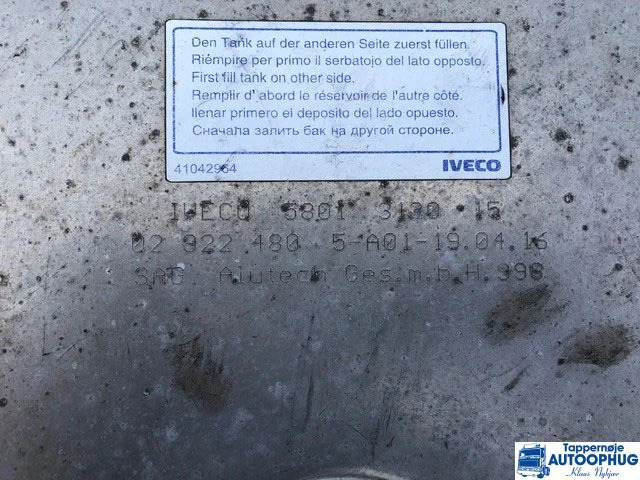 Den Tank auf der anderen Seite zuerst füllen.
Riempire per primo il serbatoio del lato opposto.
First fill tank on other side.
Remplir d' abord le réservoir de l'autre côté.
llenar primero el deposito del lado opuesto.
Сначала залить бак на другой стороне.
41042964 IVECO
IVECO 5801 3190 15
02 922 480 5-A01-19.04.16
SAG Alutech Ges.m.b.H. 998
Tappernøje
AUTOOPHUG
Klaus Nyhjær